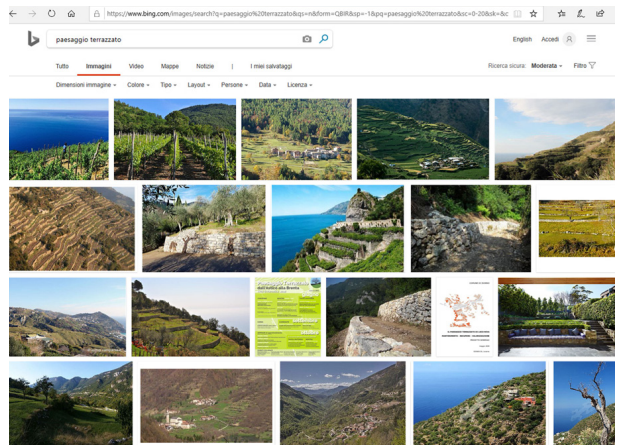 https://www.bing.com/images/search?q=paesaggio%20terrazzato&qs=n&form=QBIR&sp=-1&pq=paesaggio%20terrazzato&sc=0-20&sk=&c
paesaggio terrazzato
English Accedi
Tutto Immagini Video Mappe Notizie | I miei salvataggi
Ricerca sicura: Moderata Filtro
Dimensioni immagine Colore Tipo Layout Persone Data Licenza
Paesaggio Terrazzato